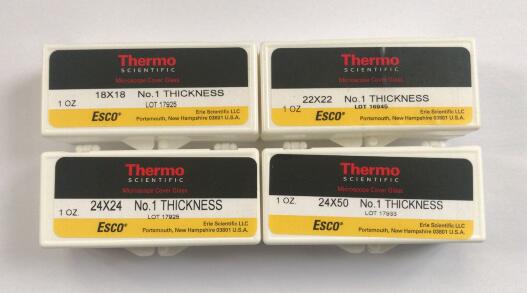 Thermo
SCIENTIFIC
Microscope Cover Glass
18X18 No.1 THICKNESS
1 OZ. LOT 17925
ESCO®
Erie Scientific LLC
Portsmouth, New Hampshire 03801 U.S.A.
Thermo
SCIENTIFIC
Microscope Cover Glass
22X22 No.1 THICKNESS
1 OZ. LOT 16945
ESCO®
Erie Scientific LLC
Portsmouth, New Hampshire 03801 U.S.A.
Thermo
SCIENTIFIC
Microscope Cover Glass
24X24 No.1 THICKNESS
1 OZ. LOT 17926
ESCO®
Erie Scientific LLC
Portsmouth, New Hampshire 03801 U.S.A.
Thermo
SCIENTIFIC
Microscope Cover Glass
24X50 No.1 THICKNESS
1 OZ. LOT 17933
ESCO®
Erie Scientific LLC
Portsmouth, New Hampshire 03801 U.S.A.